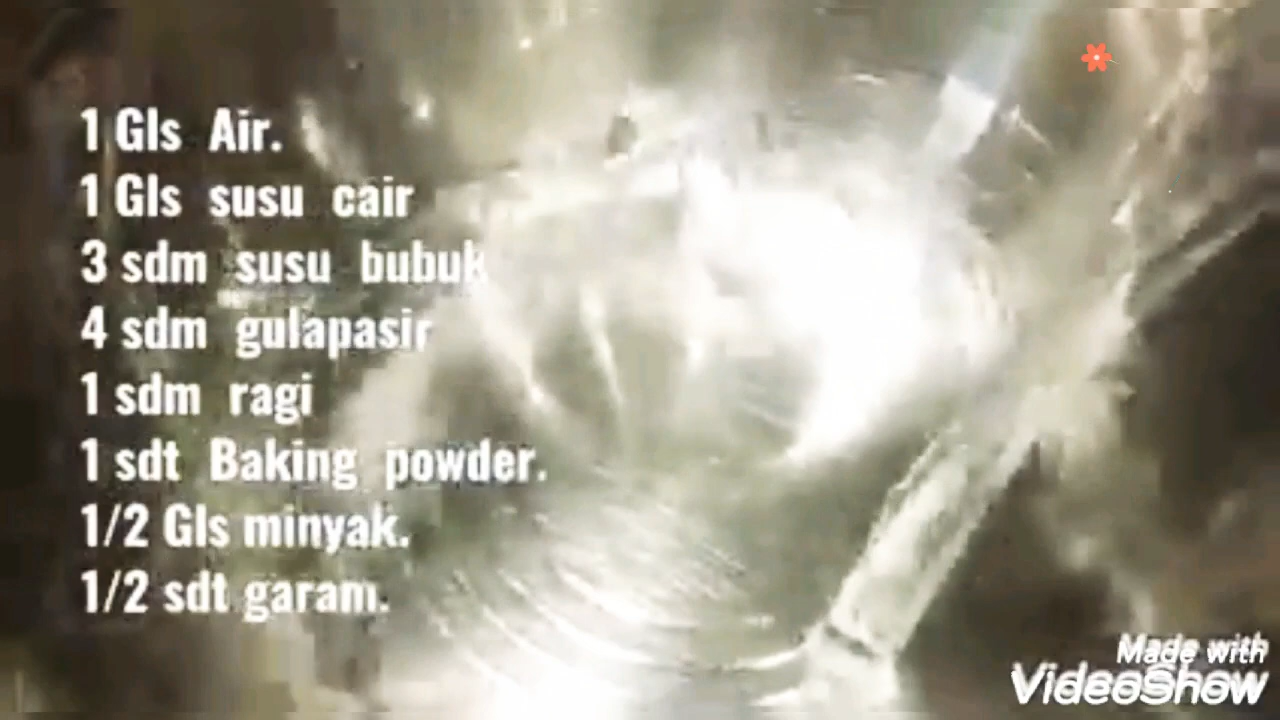 1 Gls Air.
1 Gls susu cair
3 sdm susu bubuk
4 sdm gulapasir
1 sdm ragi
1 sdt Baking powder.
1/2 Gls minyak.
1/2 sdt garam.
Made with
VideoShow